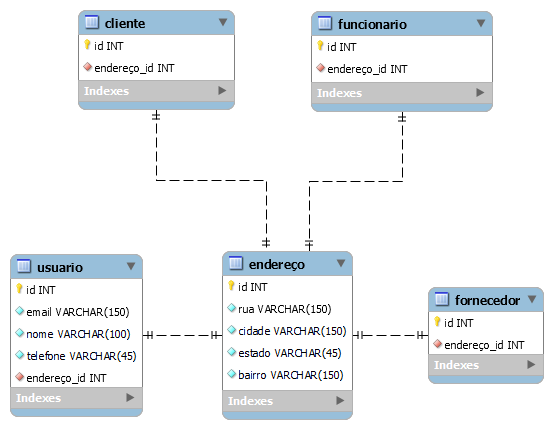 cliente
id INT
endereço_id INT
Indexes
funcionario
id INT
endereço_id INT
Indexes
usuario
id INT
email VARCHAR(150)
nome VARCHAR(100)
telefone VARCHAR(45)
endereço_id INT
Indexes
endereço
id INT
rua VARCHAR(150)
cidade VARCHAR(150)
estado VARCHAR(45)
bairro VARCHAR(150)
Indexes
fornecedor
id INT
endereço_id INT
Indexes